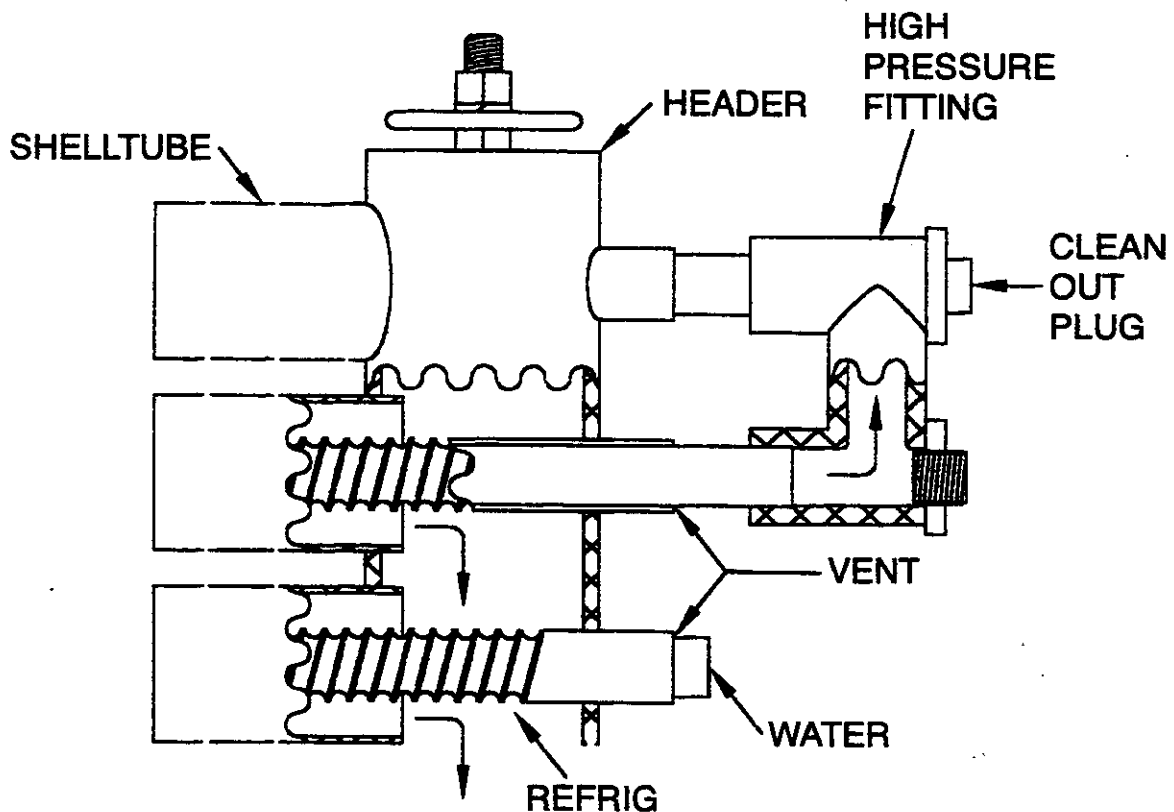 HIGH
PRESSURE
FITTING
HEADER
SHELLTUBE
CLEAN
OUT
PLUG
VENT
WATER
REFRIG